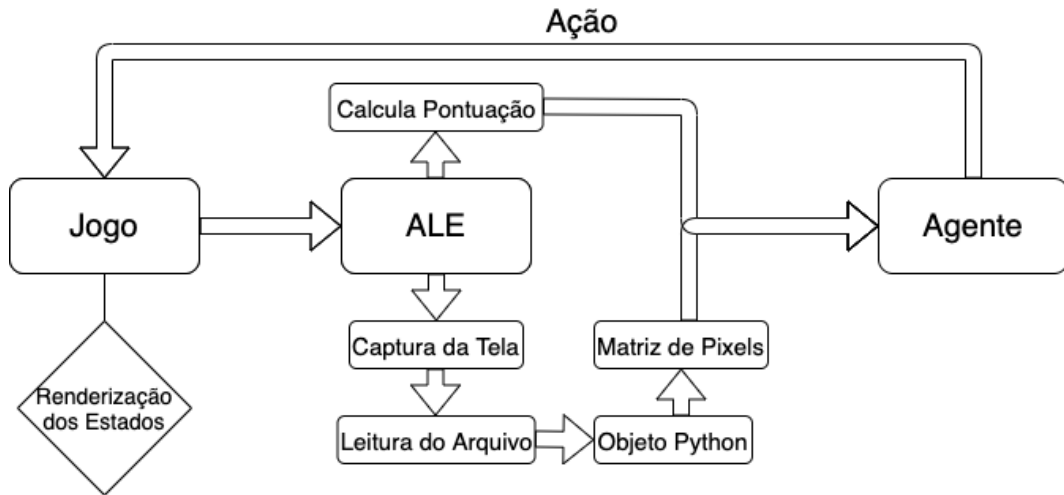 Ação
Calcula Pontuação
Jogo
ALE
Agente
Captura da Tela
Matriz de Pixels
Renderização
dos Estados
Leitura do Arquivo
Objeto Python